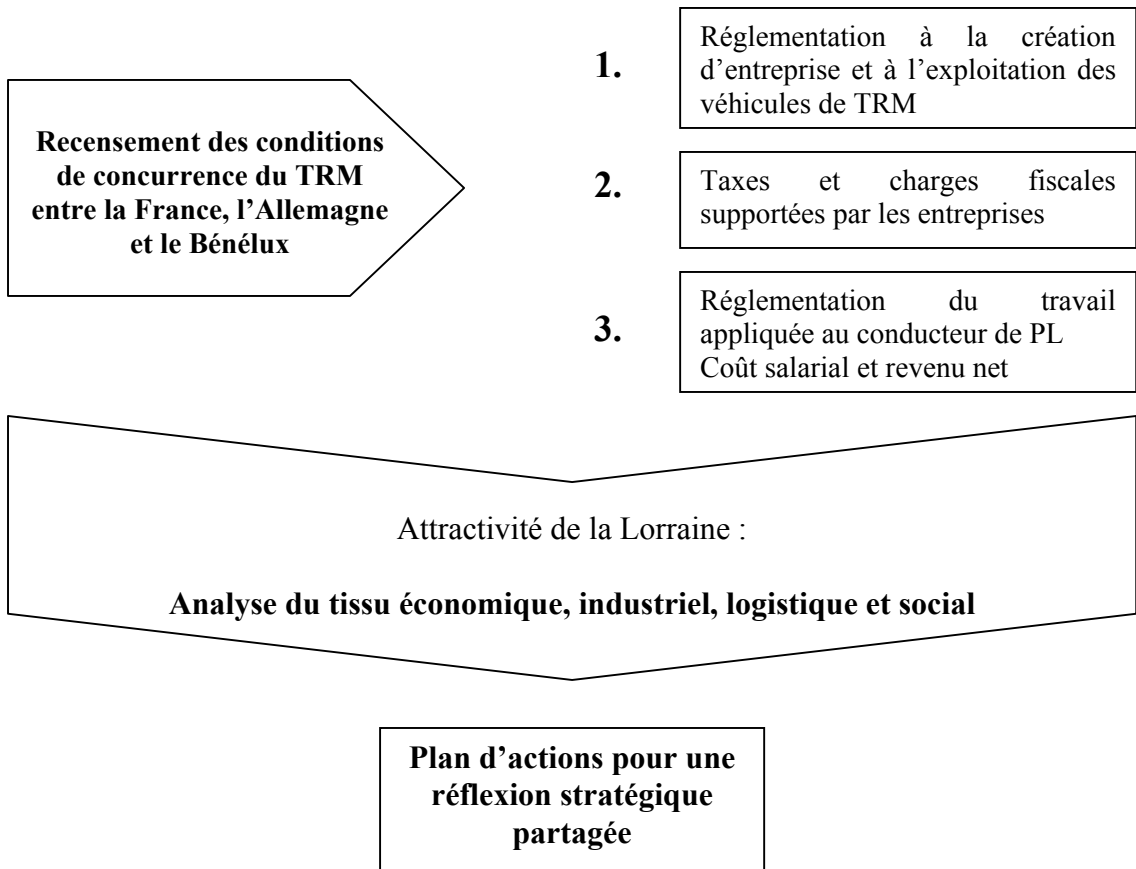 Recensement des conditions
de concurrence du TRM
entre la France, l’Allemagne
et le Bénélux
1.
Réglementation à la création
d’entreprise et à l’exploitation des
véhicules de TRM
2.
Taxes et charges fiscales
supportées par les entreprises
3.
Réglementation du travail
appliquée au conducteur de PL
Coût salarial et revenu net
Attractivité de la Lorraine :
Analyse du tissu économique, industriel, logistique et social
Plan d’actions pour une
réflexion stratégique
partagée